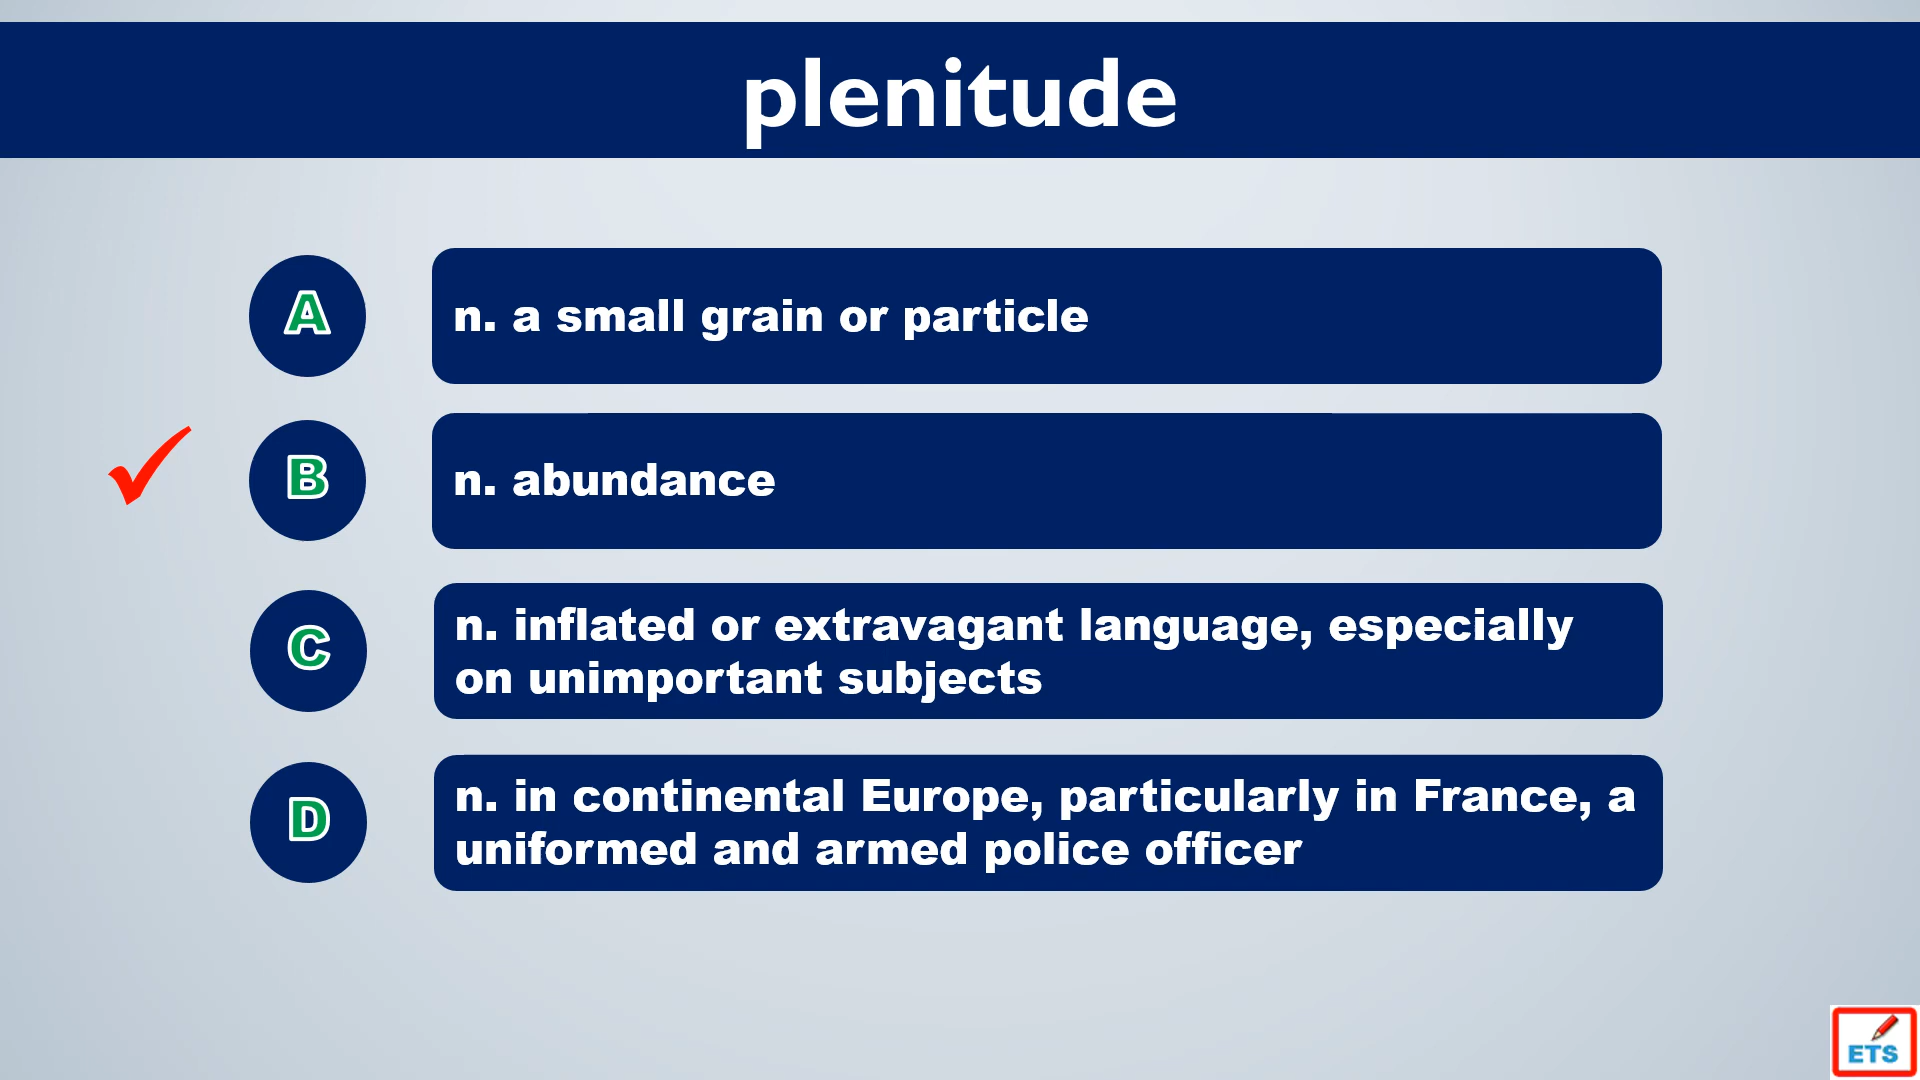 plenitude
A
n. a small grain or particle
B
n. abundance
C
n. inflated or extravagant language, especially
on unimportant subjects
D
n. in continental Europe, particularly in France, a
uniformed and armed police officer
ETS